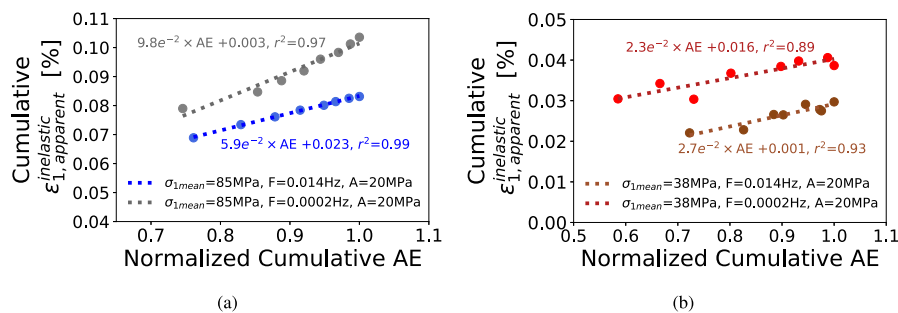 0.11
0.10
0.09
0.08
0.07
0.06
0.05
0.04
Cumulative
ε_{1,apparent}^{inelastic} [%]
9.8e^{−2} × AE +0.003, r^{2}=0.97
5.9e^{−2} × AE +0.023, r^{2}=0.99
σ_{1mean}=85MPa, F=0.014Hz, A=20MPa
σ_{1mean}=85MPa, F=0.0002Hz, A=20MPa
0.7 0.8 0.9 1.0 1.1
Normalized Cumulative AE
(a)
0.05
0.04
0.03
0.02
0.01
0.00
Cumulative
ε_{1,apparent}^{inelastic} [%]
2.3e^{−2} × AE +0.016, r^{2}=0.89
2.7e^{−2} × AE +0.001, r^{2}=0.93
σ_{1mean}=38MPa, F=0.014Hz, A=20MPa
σ_{1mean}=38MPa, F=0.0002Hz, A=20MPa
0.5 0.6 0.7 0.8 0.9 1.0 1.1
Normalized Cumulative AE
(b)